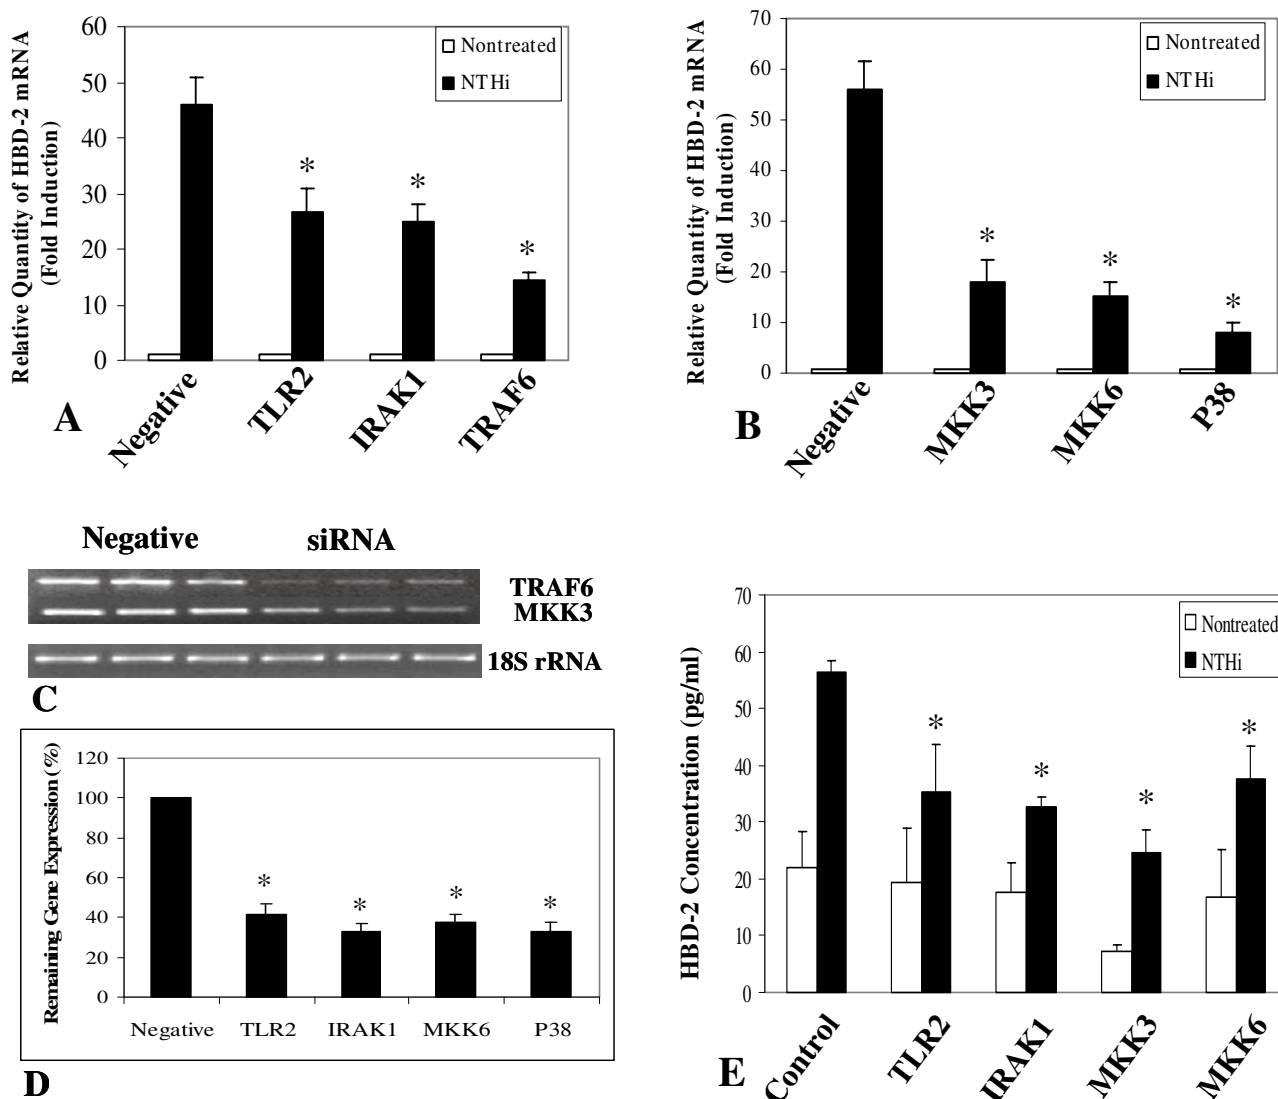 Relative Quantity of HBD-2 mRNA
(Fold Induction)
60
50
40
30
20
10
0
Nontreated
NTHi
*
*
*
Negative
TLR2
IRAK1
TRAF6
A
Relative Quantity of HBD-2 mRNA
(Fold Induction)
70
60
50
40
30
20
10
0
Nontreated
NTHi
*
*
*
Negative
MKK3
MKK6
P38
B
Negative siRNA
TRAF6
MKK3
18S rRNA
C
Remaining Gene Expression (%)
120
100
80
60
40
20
0
*
*
*
*
Negative TLR2 IRAK1 MKK6 P38
D
HBD-2 Concentration (pg/ml)
70
60
50
40
30
20
10
0
Nontreated
NTHi
*
*
*
*
Control
TLR2
IRAK1
MKK3
MKK6
E